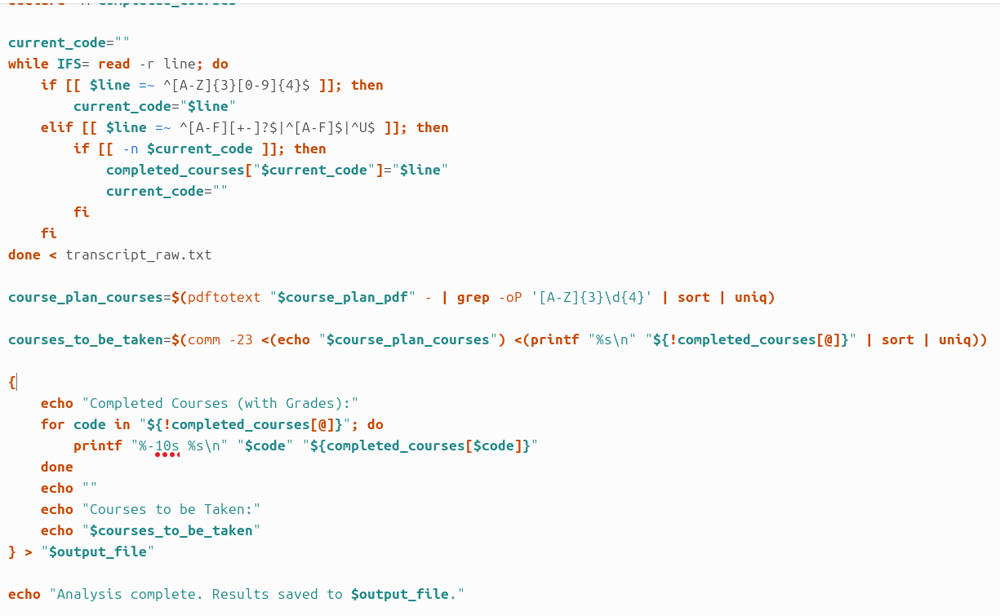 current_code=""
while IFS= read -r line; do
    if [[ $line =~ ^[A-Z]{3}[0-9]{4}$ ]]; then
        current_code="$line"
    elif [[ $line =~ ^[A-F][+-]?$|^[A-F]$|^U$ ]]; then
        if [[ -n $current_code ]]; then
            completed_courses["$current_code"]="$line"
            current_code=""
        fi
    fi
done < transcript_raw.txt
course_plan_courses=$(pdftotext "$course_plan_pdf" - | grep -oP '[A-Z]{3}\d{4}' | sort | uniq)
courses_to_be_taken=$(comm -23 <(echo "$course_plan_courses") <(printf "%s\n" "${!completed_courses[@]}" | sort | uniq))
{
    echo "Completed Courses (with Grades):"
    for code in "${!completed_courses[@]}"; do
        printf "%-10s %s\n" "$code" "${completed_courses[$code]}"
    done
    echo ""
    echo "Courses to be Taken:"
    echo "$courses_to_be_taken"
} > "$output_file"
echo "Analysis complete. Results saved to $output_file."